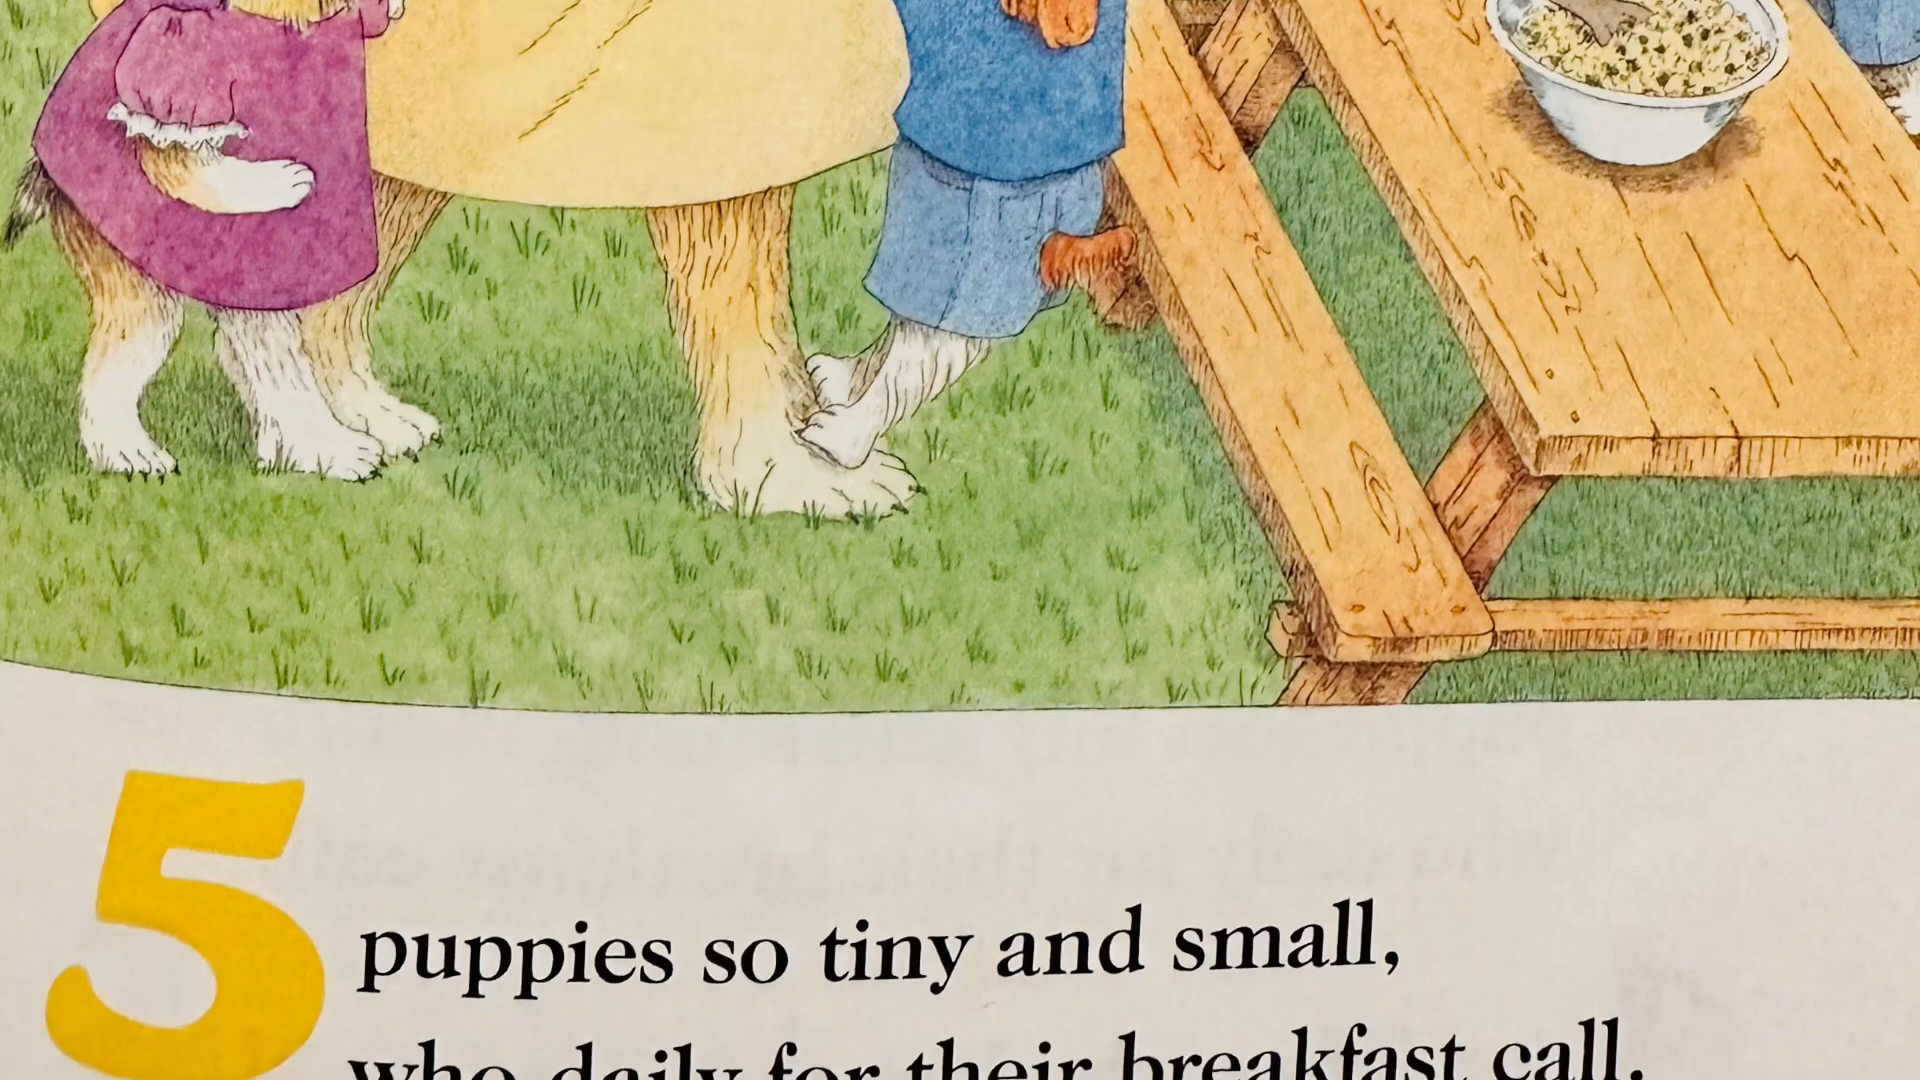 5 puppies so tiny and small,
who daily for their breakfast call.